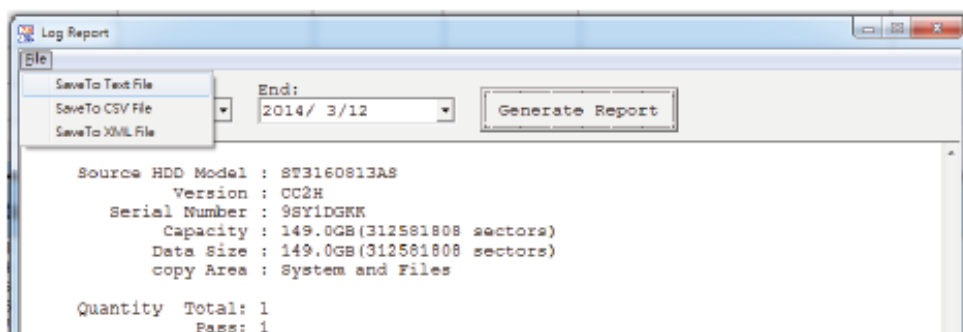 Log Report
File
SaveTo Text File
SaveTo CSV File
SaveTo XML File
End:
2014/ 3/12
Generate Report
Source HDD Model : ST3160813AS
Version : CC2H
Serial Number : 9SY1DGKK
Capacity : 149.0GB(312581808 sectors)
Data Size : 149.0GB(312581808 sectors)
copy Area : System and Files
Quantity Total: 1
Pass: 1